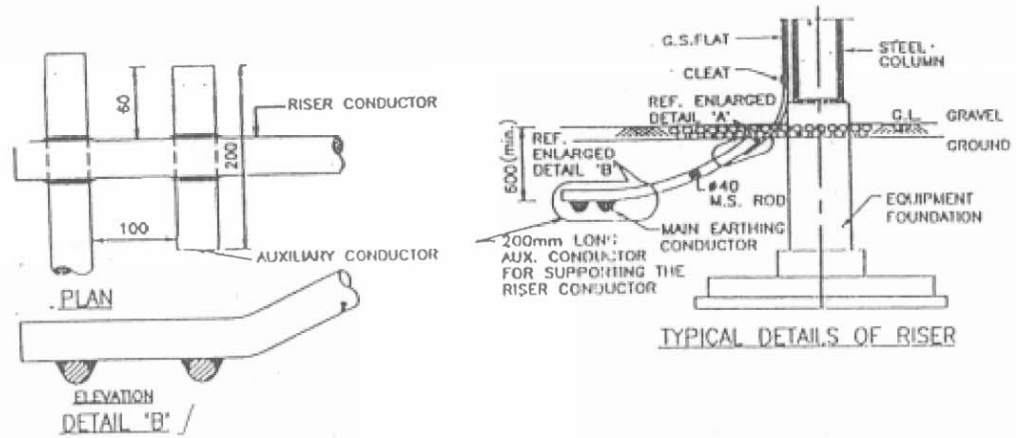 60
RISER CONDUCTOR
200
100
AUXILIARY CONDUCTOR
PLAN
ELEVATION
DETAIL "B"
G.S.FLAT
STEEL
COLUMN
CLEAT
REF. ENLARGED
DETAIL "A"
G.L.
GRAVEL
GROUND
600 (min.)
REF.
ENLARGED
DETAIL "B"
ø40
M.S. ROD
EQUIPMENT
FOUNDATION
MAIN EARTHING
CONDUCTOR
200mm LONG
AUX. CONDUCTOR
FOR SUPPORTING THE
RISER CONDUCTOR
TYPICAL DETAILS OF RISER